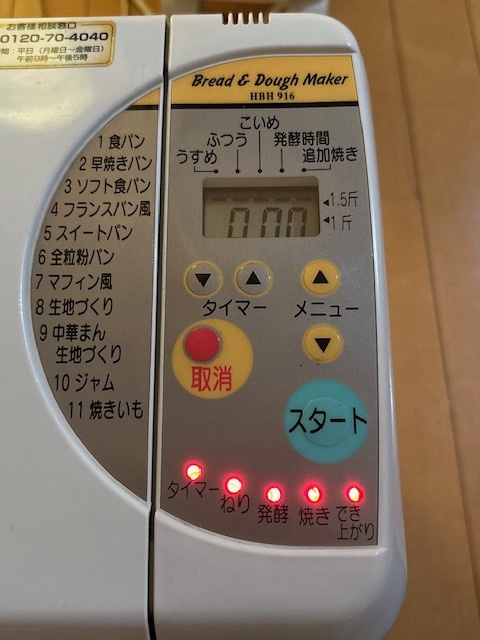 お客様相談窓口
0120-70-4040
時間:平日(月曜日~金曜日)
午前9時~午後5時
Bread & Dough Maker
HBH 916
1 食パン
2 早焼きパン
3 ソフト食パン
4 フランスパン風
5 スイートパン
6 全粒粉パン
7 マフィン風
8 生地づくり
9 中華まん
生地づくり
10 ジャム
11 焼きいも
こいめ
ふつう
発酵時間
うすめ
追加焼き
◀1.5斤
◀1斤
0:00
▼
▲
▲
タイマー
メニュー
▼
取消
スタート
タイマー
ねり
発酵
焼き
でき
上がり